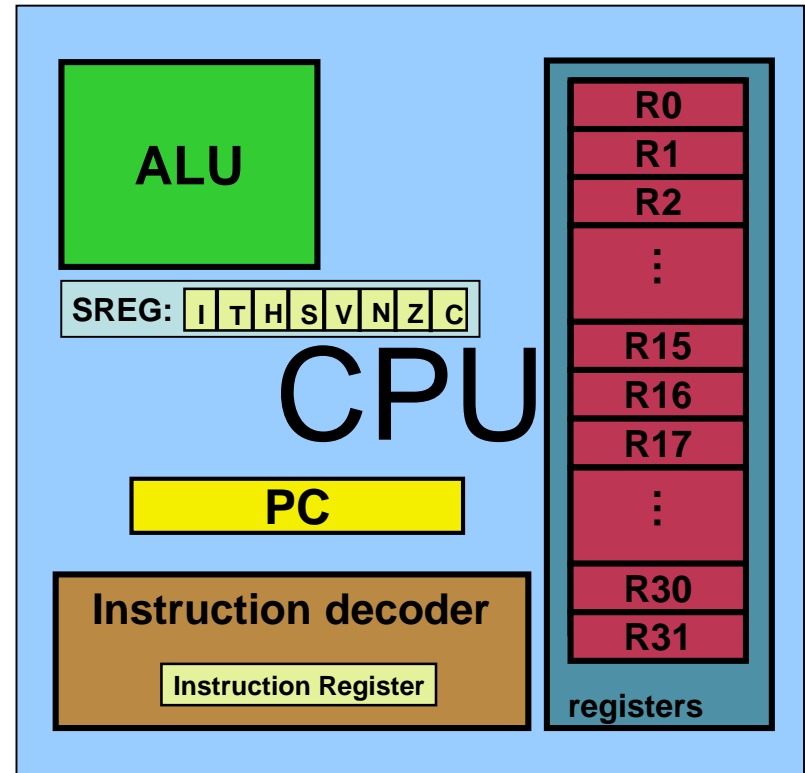 ALU
SREG: I T H S V N Z C
CPU
PC
Instruction decoder
Instruction Register
R0
R1
R2
⋮
R15
R16
R17
⋮
R30
R31
registers